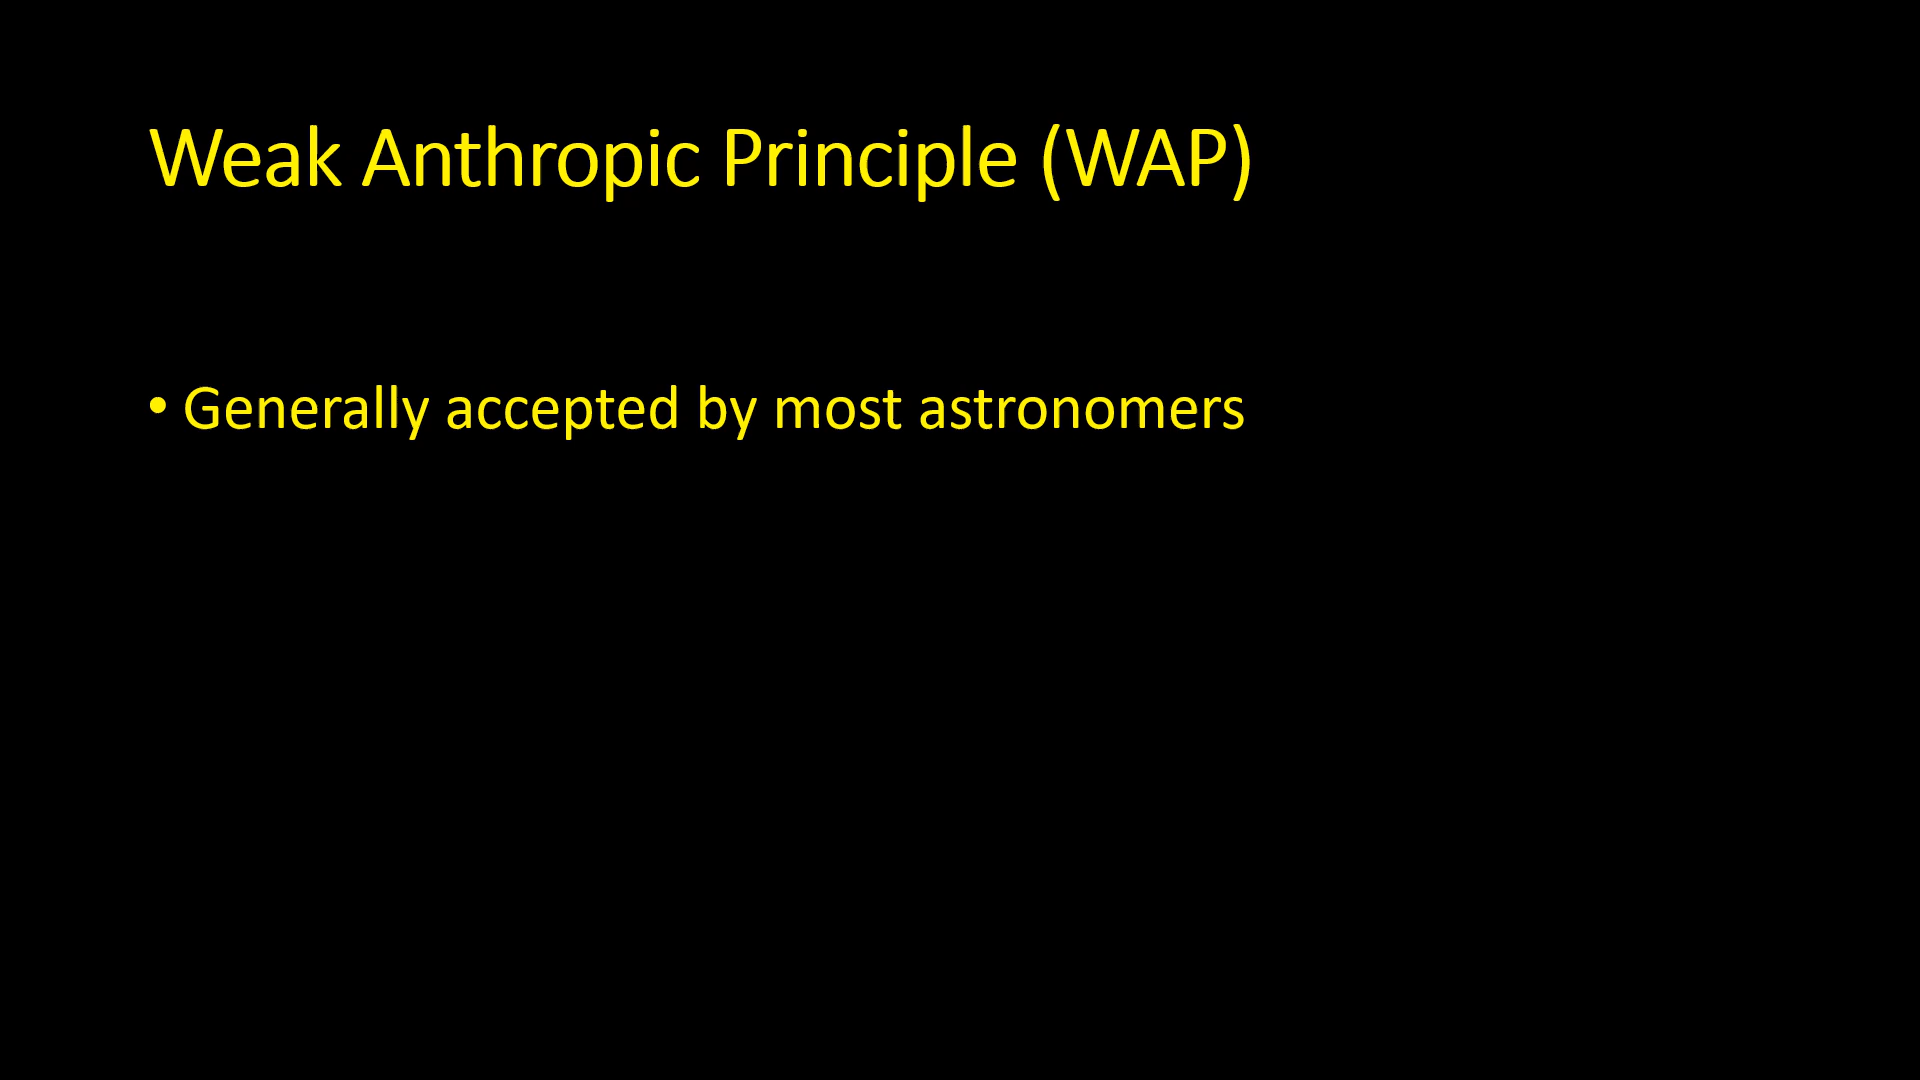 Weak Anthropic Principle (WAP)
• Generally accepted by most astronomers